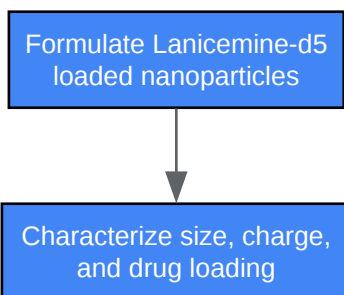 Formulate Lanicemine-d5
loaded nanoparticles
Characterize size, charge,
and drug loading